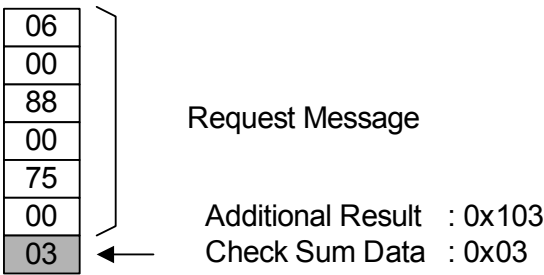 06
00
88
00
75
00
03
Request Message
Additional Result : 0x103
Check Sum Data : 0x03